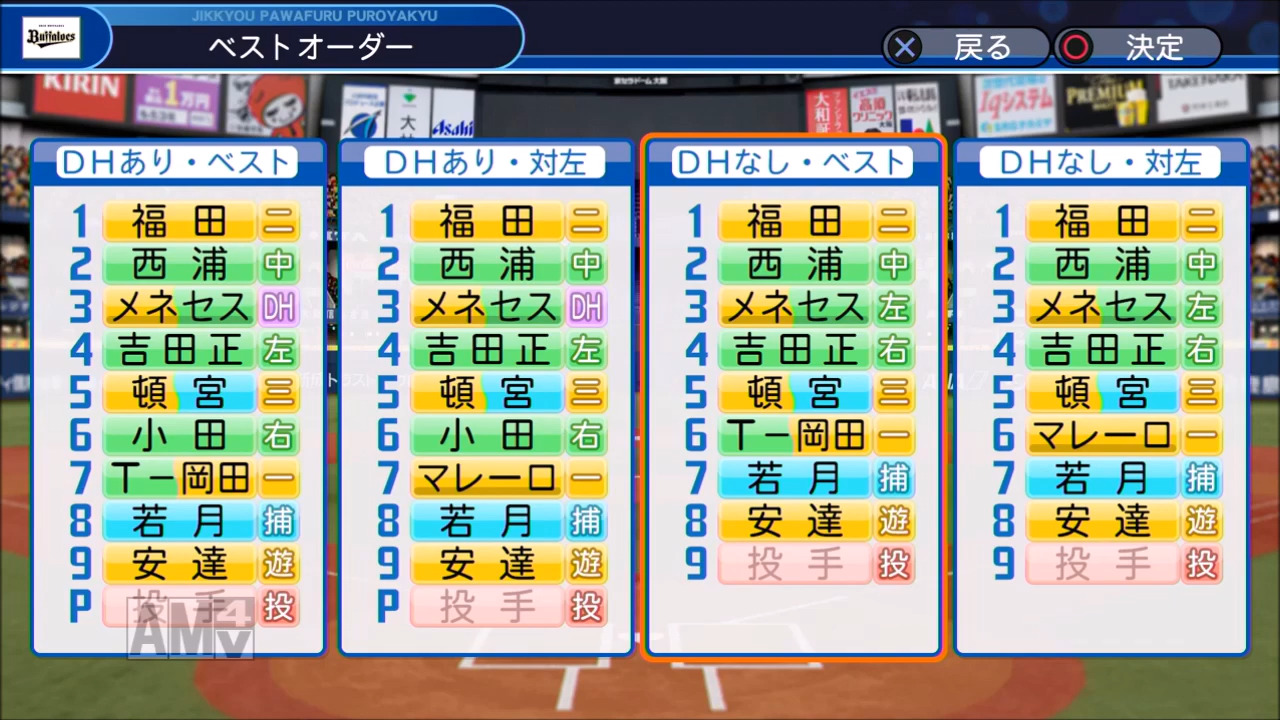 JIKKYOU PAWAFURU PUROYAKYU
Buffaloes
ベストオーダー
戻る
決定
KIRIN
1万円
Asahi
大
Iqシステム
PREMIUM
DHあり・ベスト
1 福田 二
2 西浦 中
3 メネセス DH
4 吉田正 左
5 頓宮 三
6 小田 右
7 T-岡田 一
8 若月 捕
9 安達 遊
P 投手 投
DHあり・対左
1 福田 二
2 西浦 中
3 メネセス DH
4 吉田正 左
5 頓宮 三
6 小田 右
7 マレーロ 一
8 若月 捕
9 安達 遊
P 投手 投
DHなし・ベスト
1 福田 二
2 西浦 中
3 メネセス 左
4 吉田正 右
5 頓宮 三
6 T-岡田 一
7 若月 捕
8 安達 遊
9 投手 投
DHなし・対左
1 福田 二
2 西浦 中
3 メネセス 左
4 吉田正 右
5 頓宮 三
6 マレーロ 一
7 若月 捕
8 安達 遊
9 投手 投
AM4V